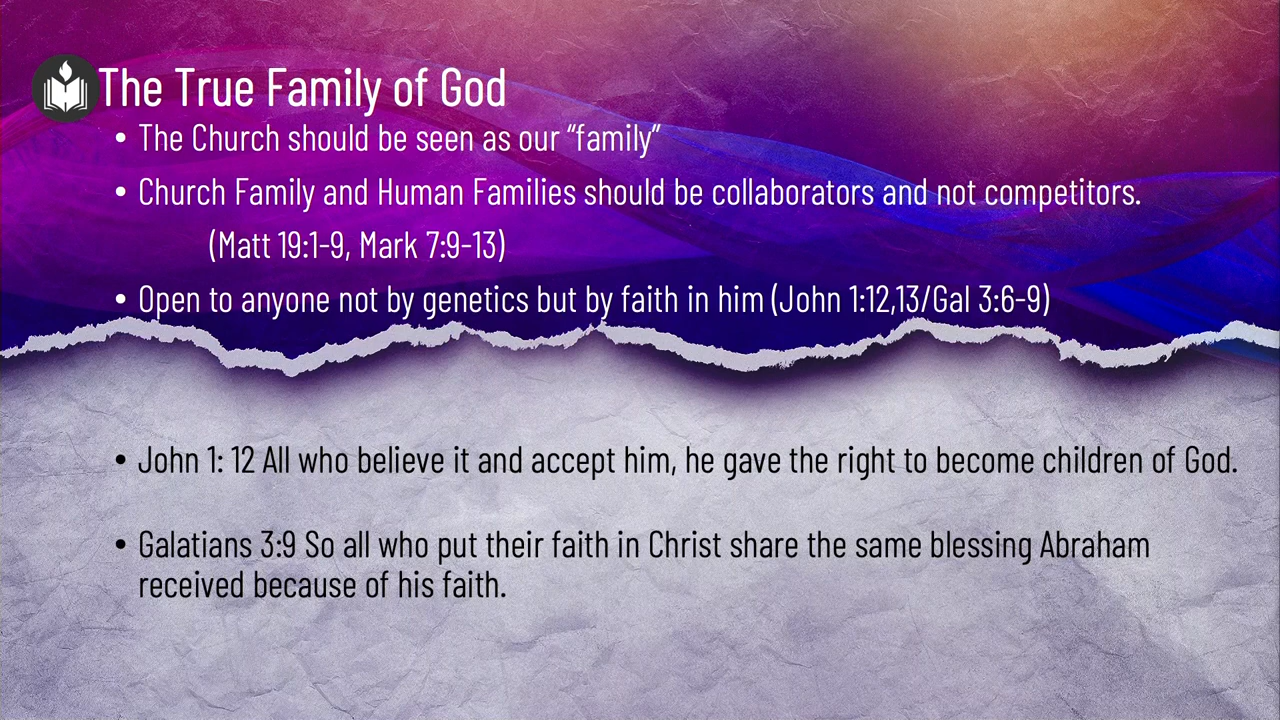 The True Family of God
• The Church should be seen as our “family”
• Church Family and Human Families should be collaborators and not competitors.
(Matt 19:1-9, Mark 7:9-13)
• Open to anyone not by genetics but by faith in him (John 1:12,13/Gal 3:6-9)
• John 1: 12 All who believe it and accept him, he gave the right to become children of God.
• Galatians 3:9 So all who put their faith in Christ share the same blessing Abraham
received because of his faith.